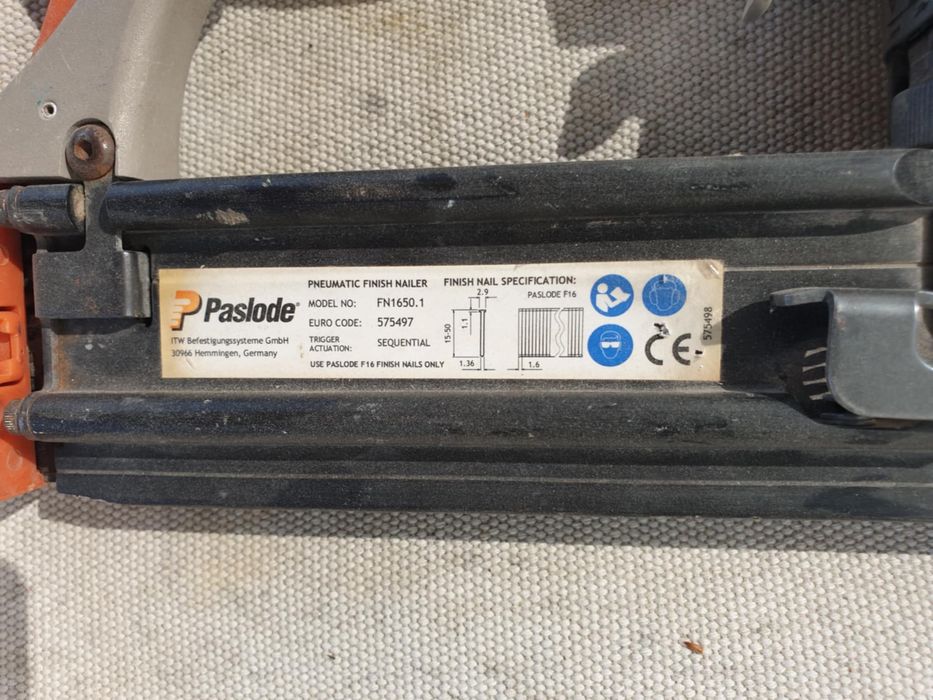 Paslode®
ITW Befestigungssysteme GmbH
30966 Hemmingen, Germany
PNEUMATIC FINISH NAILER
MODEL NO: FN1650.1
EURO CODE: 575497
TRIGGER ACTUATION: SEQUENTIAL
USE PASLODE F16 FINISH NAILS ONLY
FINISH NAIL SPECIFICATION:
2.9
PASLODE F16
1.1
15-50
1.36
1.6
CE
575498